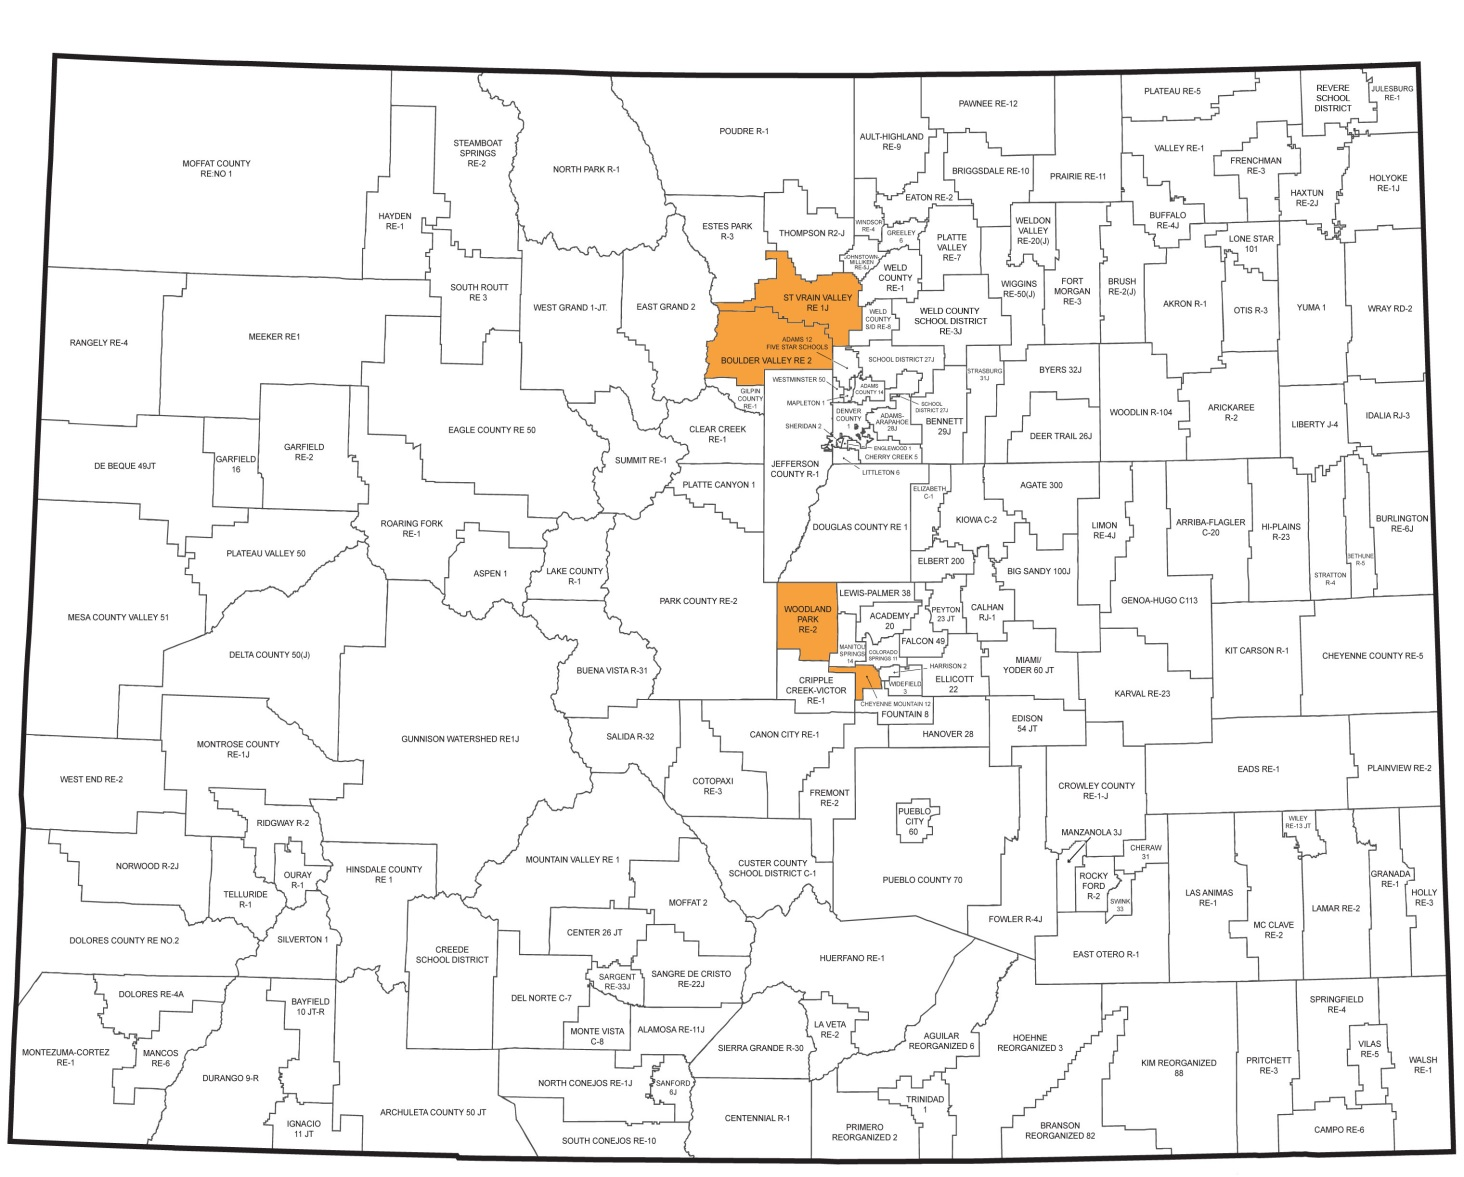 PLATEAU RE-5
REVERE
SCHOOL
DISTRICT
JULESBURG
RE-1
PAWNEE RE-12
POUDRE R-1
AULT-HIGHLAND
RE-9
STEAMBOAT
SPRINGS
RE-2
MOFFAT COUNTY
RE:NO 1
NORTH PARK R-1
VALLEY RE-1
FRENCHMAN
RE-3
BRIGGSDALE RE-10
PRAIRIE RE-11
HOLYOKE
RE-1J
HAXTUN
RE-2J
EATON RE-2
HAYDEN
RE-1
ESTES PARK
R-3
THOMPSON R2-J
WINDSOR
RE-4
GREELEY
6
PLATTE
VALLEY
RE-7
WELDON
VALLEY
RE-20(J)
BUFFALO
RE-4J
LONE STAR
101
JOHNSTOWN-
MILLIKEN
RE-5J
WELD
COUNTY
RE-1
WIGGINS
RE-50(J)
FORT
MORGAN
RE-3
BRUSH
RE-2(J)
SOUTH ROUTT
RE 3
WEST GRAND 1-JT.
EAST GRAND 2
ST VRAIN VALLEY
RE 1J
AKRON R-1
OTIS R-3
YUMA 1
WRAY RD-2
WELD
COUNTY
S/D RE-8
WELD COUNTY
SCHOOL DISTRICT
RE-3J
RANGELY RE-4
MEEKER RE1
ADAMS 12
FIVE STAR SCHOOLS
BOULDER VALLEY RE 2
SCHOOL DISTRICT 27J
STRASBURG
31J
BYERS 32J
WESTMINSTER 50
ADAMS
COUNTY 14
GILPIN
COUNTY
RE-1
MAPLETON 1
SCHOOL
DISTRICT 27J
DENVER
COUNTY
1
ADAMS-
ARAPAHOE
28J
BENNETT
29J
WOODLIN R-104
ARICKAREE
R-2
LIBERTY J-4
IDALIA RJ-3
EAGLE COUNTY RE 50
CLEAR CREEK
RE-1
SHERIDAN 2
DEER TRAIL 26J
ENGLEWOOD 1
CHERRY CREEK 5
GARFIELD
RE-2
GARFIELD
16
DE BEQUE 49JT
SUMMIT RE-1
JEFFERSON
COUNTY R-1
LITTLETON 6
PLATTE CANYON 1
ELIZABETH
C-1
AGATE 300
ROARING FORK
RE-1
DOUGLAS COUNTY RE 1
KIOWA C-2
LIMON
RE-4J
ARRIBA-FLAGLER
C-20
HI-PLAINS
R-23
BURLINGTON
RE-6J
PLATEAU VALLEY 50
ASPEN 1
LAKE COUNTY
R-1
ELBERT 200
BIG SANDY 100J
STRATTON
R-4
BETHUNE
R-5
PARK COUNTY RE-2
LEWIS-PALMER 38
GENOA-HUGO C113
MESA COUNTY VALLEY 51
WOODLAND
PARK
RE-2
ACADEMY
20
PEYTON
23 JT
CALHAN
RJ-1
FALCON 49
DELTA COUNTY 50(J)
MANITOU
SPRINGS
14
COLORADO
SPRINGS 11
KIT CARSON R-1
CHEYENNE COUNTY RE-5
BUENA VISTA R-31
HARRISON 2
MIAMI/
YODER 60 JT
CRIPPLE
CREEK-VICTOR
RE-1
WIDEFIELD
3
ELLICOTT
22
KARVAL RE-23
CHEYENNE MOUNTAIN 12
FOUNTAIN 8
EDISON
54 JT
MONTROSE COUNTY
RE-1J
GUNNISON WATERSHED RE1J
SALIDA R-32
CANON CITY RE-1
HANOVER 28
WEST END RE-2
COTOPAXI
RE-3
FREMONT
RE-2
CROWLEY COUNTY
RE-1-J
EADS RE-1
PLAINVIEW RE-2
PUEBLO
CITY
60
RIDGWAY R-2
MANZANOLA 3J
WILEY
RE-13 JT
NORWOOD R-2J
HINSDALE COUNTY
RE 1
MOUNTAIN VALLEY RE 1
CUSTER COUNTY
SCHOOL DISTRICT C-1
CHERAW
31
OURAY
R-1
PUEBLO COUNTY 70
ROCKY
FORD
R-2
GRANADA
RE-1
TELLURIDE
R-1
MOFFAT 2
SWINK
33
LAS ANIMAS
RE-1
LAMAR RE-2
HOLLY
RE-3
FOWLER R-4J
MC CLAVE
RE-2
DOLORES COUNTY RE NO.2
SILVERTON 1
CENTER 26 JT
CREEDE
SCHOOL DISTRICT
HUERFANO RE-1
EAST OTERO R-1
SARGENT
RE-33J
SANGRE DE CRISTO
RE-22J
DOLORES RE-4A
BAYFIELD
10 JT-R
DEL NORTE C-7
SPRINGFIELD
RE-4
MONTE VISTA
C-8
ALAMOSA RE-11J
LA VETA
RE-2
MONTEZUMA-CORTEZ
RE-1
MANCOS
RE-6
SIERRA GRANDE R-30
AGUILAR
REORGANIZED 6
HOEHNE
REORGANIZED 3
VILAS
RE-5
KIM REORGANIZED
88
PRITCHETT
RE-3
WALSH
RE-1
DURANGO 9-R
NORTH CONEJOS RE-1J
SANFORD
6J
TRINIDAD
1
ARCHULETA COUNTY 50 JT
CENTENNIAL R-1
IGNACIO
11 JT
PRIMERO
REORGANIZED 2
BRANSON
REORGANIZED 82
CAMPO RE-6
SOUTH CONEJOS RE-10